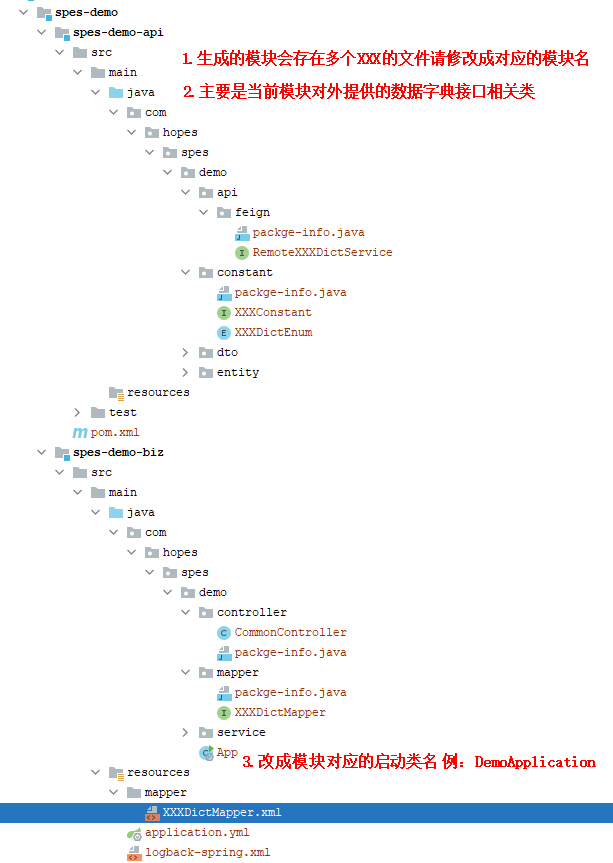 spes-demo
spes-demo-api
src
1.生成的模块会存在多个XXX的文件请修改成对应的模块名
main
java
2.主要是当前模块对外提供的数据字典接口相关类
com
hopes
spes
demo
api
feign
packge-info.java
RemoteXXXDictService
constant
packge-info.java
XXXConstant
XXXDictEnum
dto
entity
resources
test
pom.xml
spes-demo-biz
src
main
java
com
hopes
spes
demo
controller
CommonController
packge-info.java
mapper
packge-info.java
XXXDictMapper
service
App 3.改成模块对应的启动类名 例：DemoApplication
resources
mapper
XXXDictMapper.xml
application.yml
logback-spring.xml